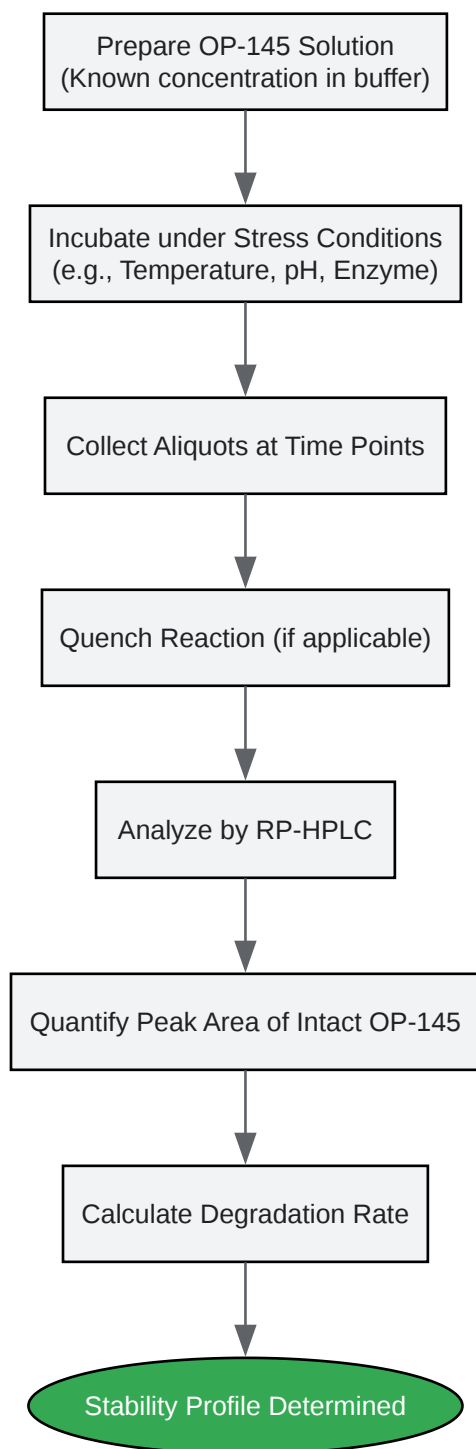 Prepare OP-145 Solution
(Known concentration in buffer)
Incubate under Stress Conditions
(e.g., Temperature, pH, Enzyme)
Collect Aliquots at Time Points
Quench Reaction (if applicable)
Analyze by RP-HPLC
Quantify Peak Area of Intact OP-145
Calculate Degradation Rate
Stability Profile Determined